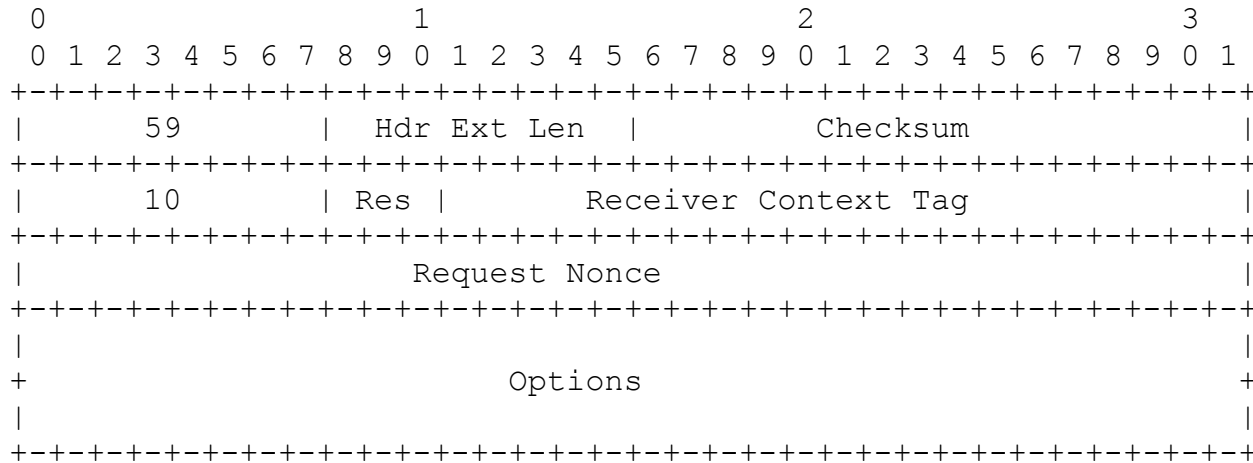 0                   1                   2                   3
 0 1 2 3 4 5 6 7 8 9 0 1 2 3 4 5 6 7 8 9 0 1 2 3 4 5 6 7 8 9 0 1
+-+-+-+-+-+-+-+-+-+-+-+-+-+-+-+-+-+-+-+-+-+-+-+-+-+-+-+-+-+-+-+-+
|      59       |  Hdr Ext Len  |         Checksum              |
+-+-+-+-+-+-+-+-+-+-+-+-+-+-+-+-+-+-+-+-+-+-+-+-+-+-+-+-+-+-+-+-+
|      10       | Res |       Receiver Context Tag              |
+-+-+-+-+-+-+-+-+-+-+-+-+-+-+-+-+-+-+-+-+-+-+-+-+-+-+-+-+-+-+-+-+
|                    Request Nonce                              |
+-+-+-+-+-+-+-+-+-+-+-+-+-+-+-+-+-+-+-+-+-+-+-+-+-+-+-+-+-+-+-+-+
|                                                               |
+                         Options                               +
|                                                               |
+-+-+-+-+-+-+-+-+-+-+-+-+-+-+-+-+-+-+-+-+-+-+-+-+-+-+-+-+-+-+-+-+